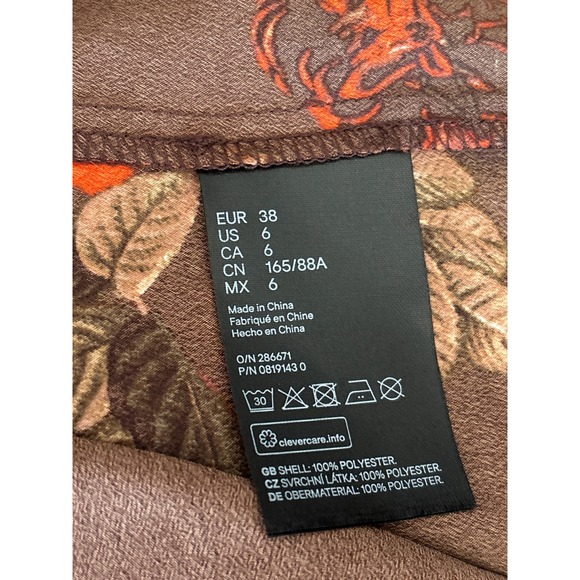 EUR 38
US 6
CA 6
CN 165/88A
MX 6
Made in China
Fabriqué en Chine
Hecho en China
O/N 286671
P/N 0819143 0
30
clevercare.info
GB SHELL: 100% POLYESTER.
CZ SVRCHNÍ LÁTKA: 100% POLYESTER.
DE OBERMATERIAL: 100% POLYESTER.